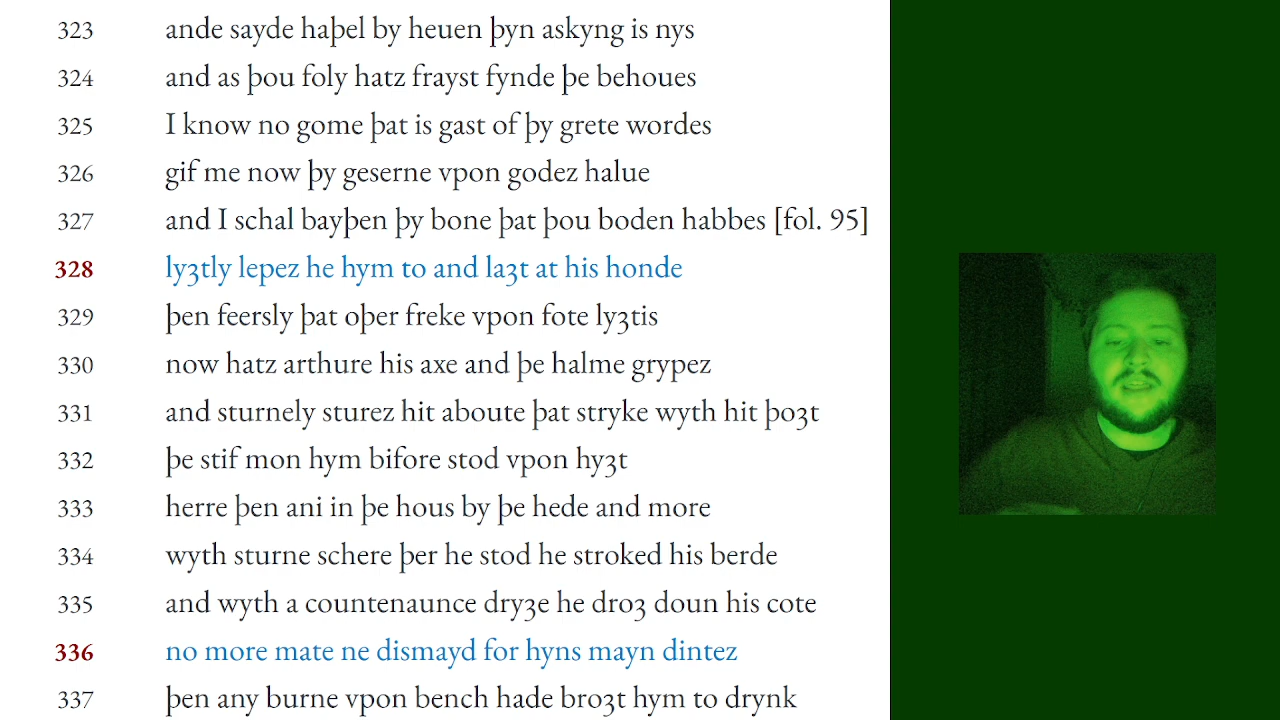 323 ande sayde haþel by heuen þyn askyng is nys
324 and as þou foly hatz frayst fynde þe behoues
325 I know no gome þat is gast of þy grete wordes
326 gif me now þy geserne vpon godez halue
327 and I schal bayþen þy bone þat þou boden habbes [fol. 95]
328 lyȝtly lepez he hym to and laȝt at his honde
329 þen feersly þat oþer freke vpon fote lyȝtis
330 now hatz arthure his axe and þe halme grypez
331 and sturnely sturez hit aboute þat stryke wyth hit þoȝt
332 þe stif mon hym bifore stod vpon hyȝt
333 herre þen ani in þe hous by þe hede and more
334 wyth sturne schere þer he stod he stroked his berde
335 and wyth a countenaunce dryȝe he droȝ doun his cote
336 no more mate ne dismayd for hyns mayn dintez
337 þen any burne vpon bench hade broȝt hym to drynk